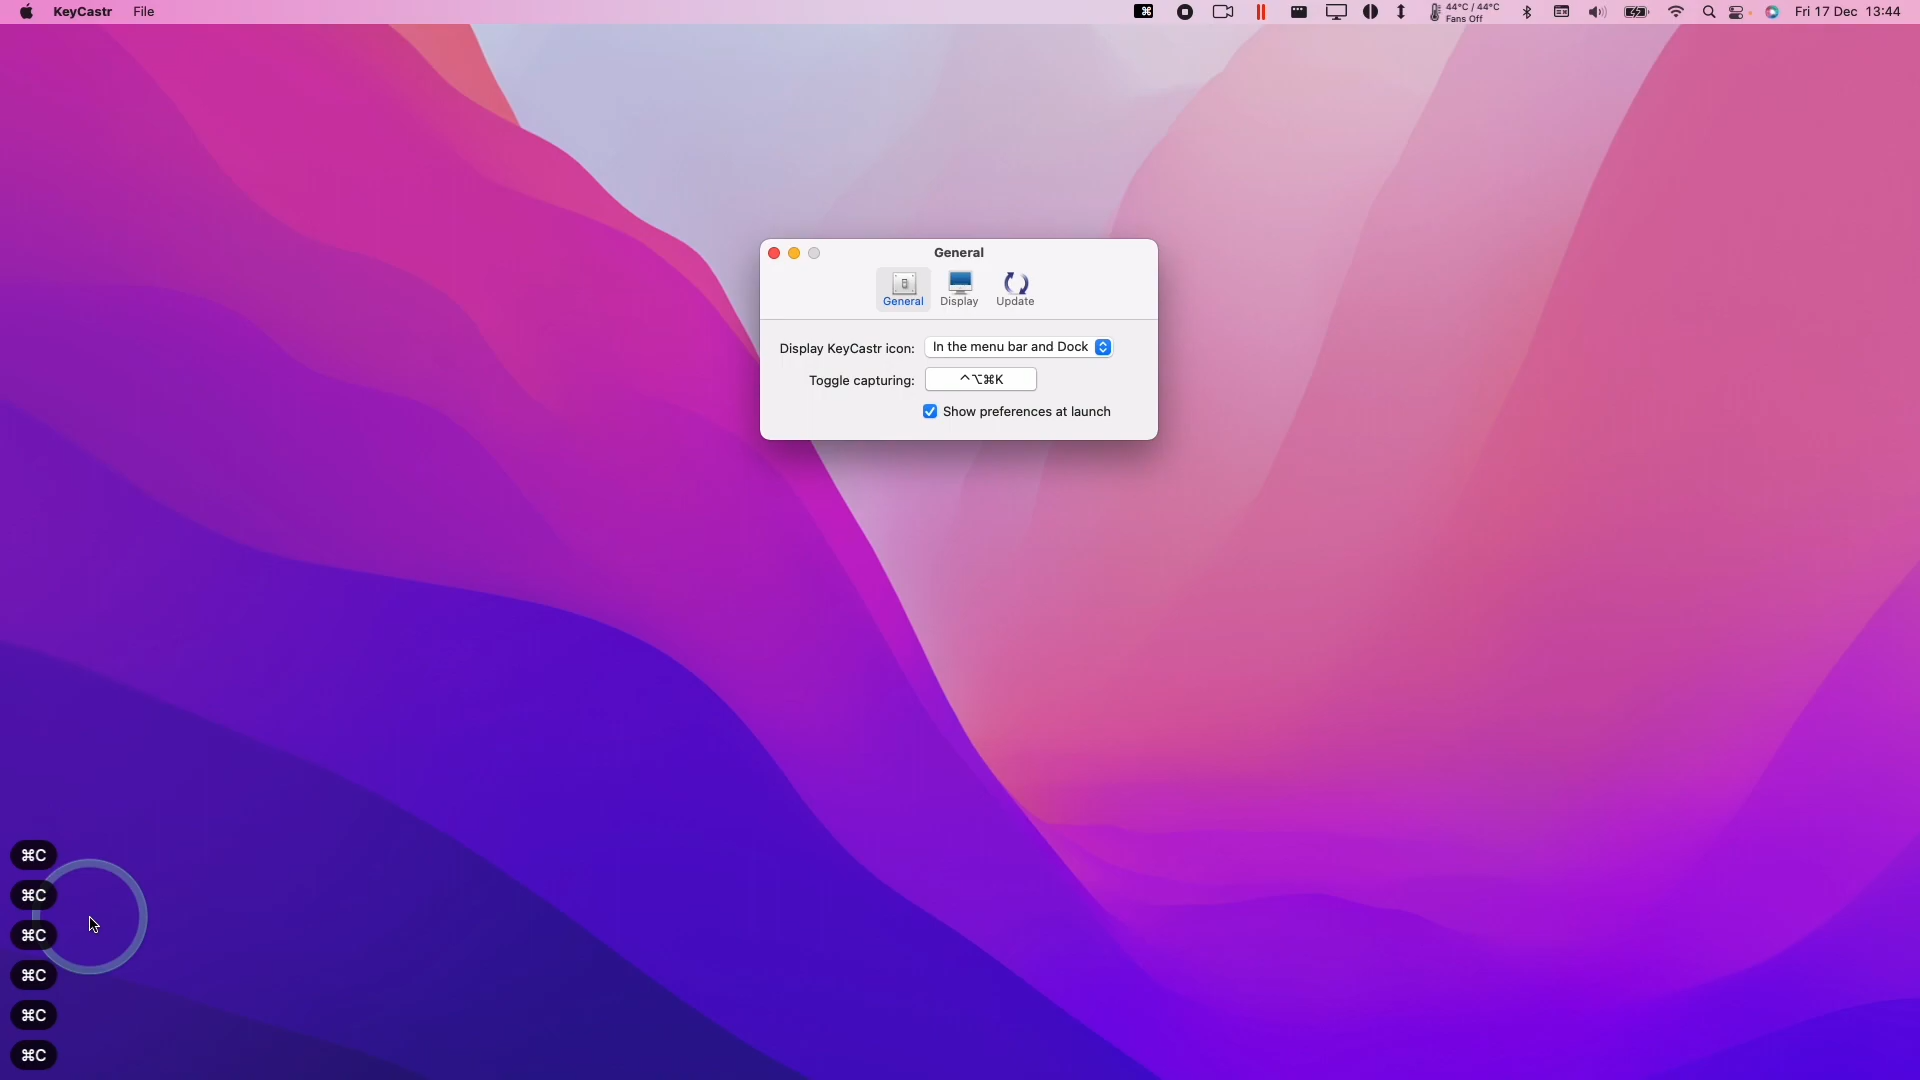 KeyCastr File ⌘ 44°C / 44°C Fri 17 Dec 13:44
Fans Off
General
General Display Update
Display KeyCastr icon: In the menu bar and Dock
Toggle capturing: ^⌥⌘K
Show preferences at launch
⌘C
⌘C
⌘C
⌘C
⌘C
⌘C